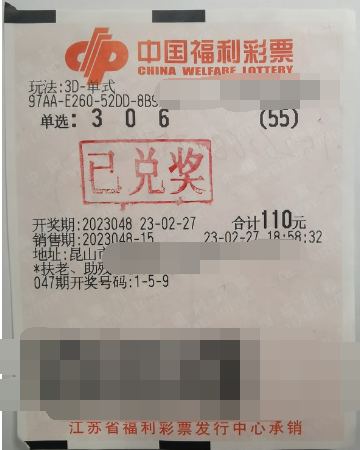 中国福利彩票
CHINA WELFARE LOTTERY
玩法:3D-单式
97AA-E260-52DD-8B9
单选: 3 0 6 (55)
已兑奖
开奖期:2023048 23-02-27 合计110元
销售期:2023048-15 23-02-27 18:58:32
地址:昆山市
*扶老、助残
047期开奖号码:1-5-9
江苏省福利彩票发行中心承销